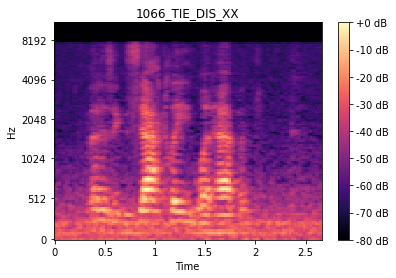 1066_TIE_DIS_XX
Hz
8192
4096
2048
1024
512
0
0
0.5
1
1.5
2
2.5
Time
+0 dB
-10 dB
-20 dB
-30 dB
-40 dB
-50 dB
-60 dB
-70 dB
-80 dB